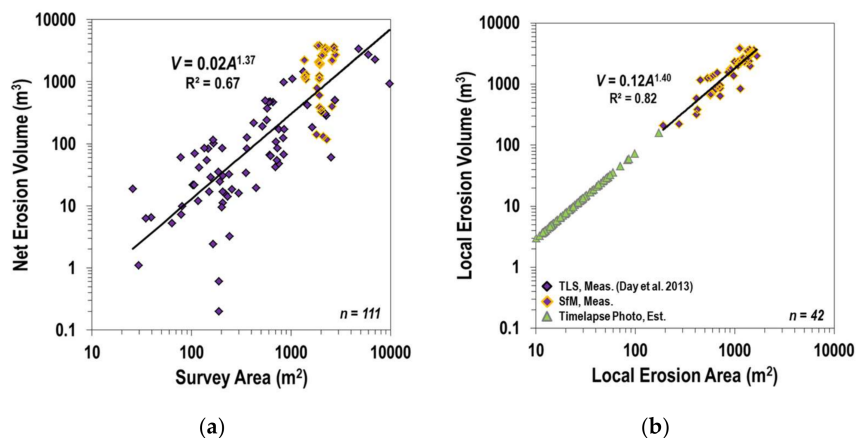 V = 0.02A^1.37
R² = 0.67
10000
1000
100
10
1
0.1
Net Erosion Volume (m³)
n = 111
10
100
1000
10000
Survey Area (m²)
(a)
V = 0.12A^1.40
R² = 0.82
10000
1000
100
10
1
0.1
Local Erosion Volume (m³)
TLS, Meas. (Day et al. 2013)
SfM, Meas.
Timelapse Photo, Est.
n = 42
10
100
1000
10000
Local Erosion Area (m²)
(b)